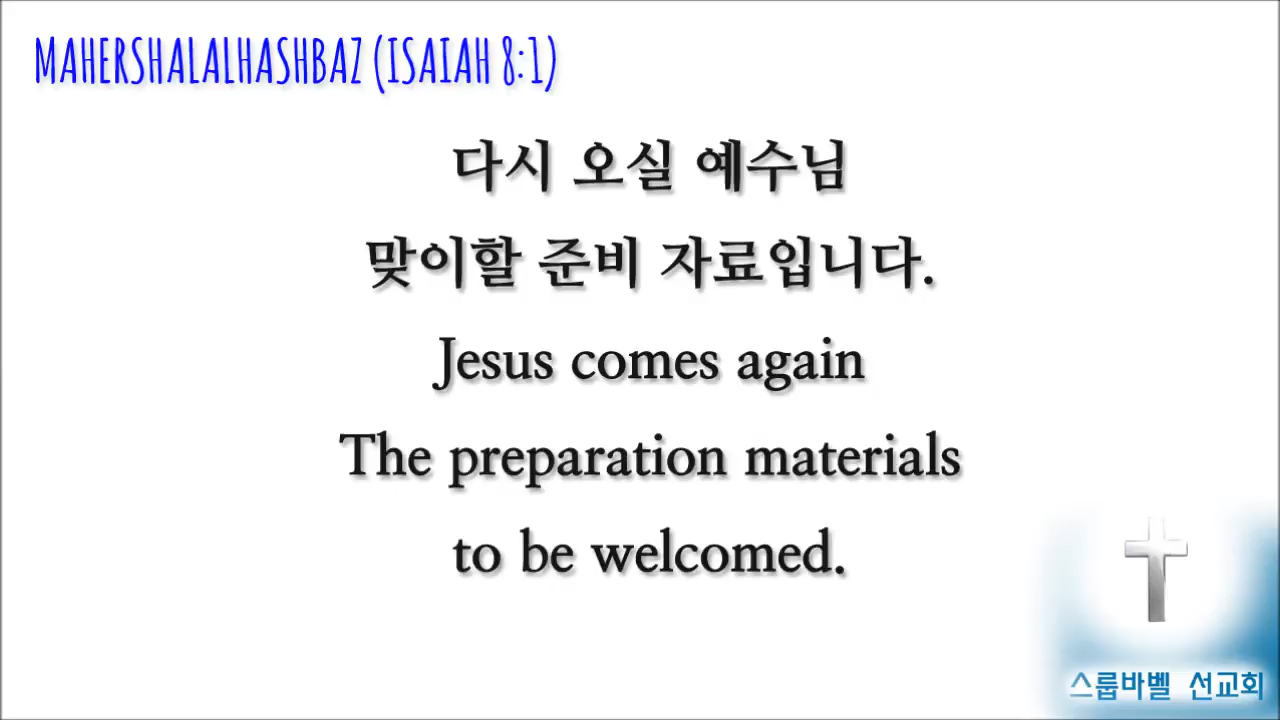 MAHERSHALALHASHBAZ (ISAIAH 8:1)
다시 오실 예수님
맞이할 준비 자료입니다.
Jesus comes again
The preparation materials
to be welcomed.
스룹바벨 선교회